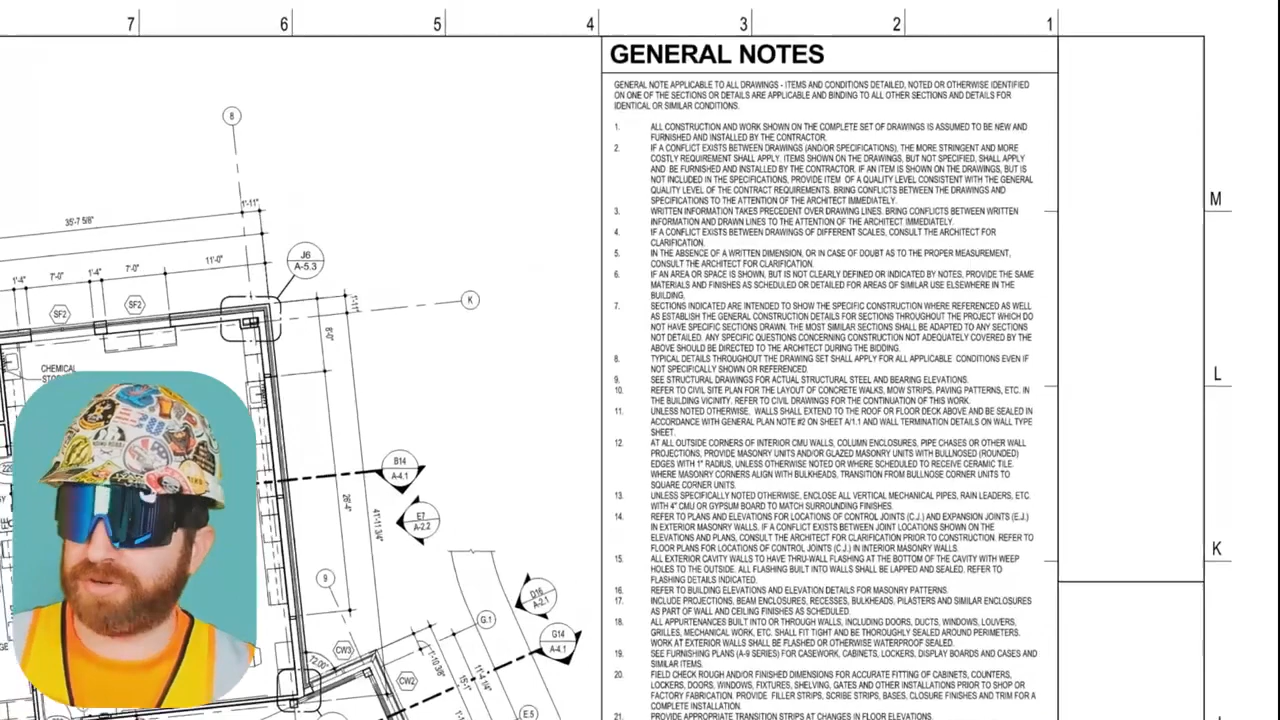 7 6 5 4 3 2 1
GENERAL NOTES
GENERAL NOTE APPLICABLE TO ALL DRAWINGS - ITEMS AND CONDITIONS DETAILED, NOTED OR OTHERWISE IDENTIFIED
ON ONE OF THE SECTIONS OR DETAILS ARE APPLICABLE AND BINDING TO ALL OTHER SECTIONS AND DETAILS FOR
IDENTICAL OR SIMILAR CONDITIONS.
1. ALL CONSTRUCTION AND WORK SHOWN ON THE COMPLETE SET OF DRAWINGS IS ASSUMED TO BE NEW AND
FURNISHED AND INSTALLED BY THE CONTRACTOR.
2. IF A CONFLICT EXISTS BETWEEN DRAWINGS (AND/OR SPECIFICATIONS), THE MORE STRINGENT AND MORE
COSTLY REQUIREMENT SHALL APPLY. ITEMS SHOWN ON THE DRAWINGS, BUT NOT SPECIFIED, SHALL APPLY
AND BE FURNISHED AND INSTALLED BY THE CONTRACTOR. IF AN ITEM IS SHOWN ON THE DRAWINGS, BUT IS
NOT INCLUDED IN THE SPECIFICATIONS, PROVIDE ITEM OF A QUALITY LEVEL CONSISTENT WITH THE GENERAL
QUALITY LEVEL OF THE CONTRACT REQUIREMENTS. BRING CONFLICTS BETWEEN THE DRAWINGS AND
SPECIFICATIONS TO THE ATTENTION OF THE ARCHITECT IMMEDIATELY.
3. WRITTEN INFORMATION TAKES PRECEDENT OVER DRAWING LINES. BRING CONFLICTS BETWEEN WRITTEN
INFORMATION AND DRAWN LINES TO THE ATTENTION OF THE ARCHITECT IMMEDIATELY.
4. IF A CONFLICT EXISTS BETWEEN DRAWINGS OF DIFFERENT SCALES, CONSULT THE ARCHITECT FOR
CLARIFICATION.
5. IN THE ABSENCE OF A WRITTEN DIMENSION, OR IN CASE OF DOUBT AS TO THE PROPER MEASUREMENT,
CONSULT THE ARCHITECT FOR CLARIFICATION.
6. IF AN AREA OR SPACE IS SHOWN, BUT IS NOT CLEARLY DEFINED OR INDICATED BY NOTES, PROVIDE THE SAME
MATERIALS AND FINISHES AS SCHEDULED OR DETAILED FOR AREAS OF SIMILAR USE ELSEWHERE IN THE
BUILDING.
7. SECTIONS INDICATED ARE INTENDED TO SHOW THE SPECIFIC CONSTRUCTION WHERE REFERENCED AS WELL
AS ESTABLISH THE GENERAL CONSTRUCTION DETAILS FOR SECTIONS THROUGHOUT THE PROJECT WHICH DO
NOT HAVE SPECIFIC SECTIONS DRAWN. THE MOST SIMILAR SECTIONS SHALL BE ADAPTED TO ANY SECTIONS
NOT DETAILED. ANY SPECIFIC QUESTIONS CONCERNING CONSTRUCTION NOT ADEQUATELY COVERED BY THE
ABOVE SHOULD BE DIRECTED TO THE ARCHITECT DURING THE BIDDING.
8. TYPICAL DETAILS THROUGHOUT THE DRAWING SET SHALL APPLY FOR ALL APPLICABLE CONDITIONS EVEN IF
NOT SPECIFICALLY SHOWN OR REFERENCED.
9. SEE STRUCTURAL DRAWINGS FOR ACTUAL STRUCTURAL STEEL AND BEARING ELEVATIONS.
10. REFER TO CIVIL SITE PLAN FOR THE LAYOUT OF CONCRETE WALKS, MOW STRIPS, PAVING PATTERNS, ETC. IN
THE BUILDING VICINITY. REFER TO CIVIL DRAWINGS FOR THE CONTINUATION OF THIS WORK.
11. UNLESS NOTED OTHERWISE, WALLS SHALL EXTEND TO THE ROOF OR FLOOR DECK ABOVE AND BE SEALED IN
ACCORDANCE WITH GENERAL PLAN NOTE #2 ON SHEET A/1.1 AND WALL TERMINATION DETAILS ON WALL TYPE
SHEET.
12. AT ALL OUTSIDE CORNERS OF INTERIOR CMU WALLS, COLUMN ENCLOSURES, PIPE CHASES OR OTHER WALL
PROJECTIONS, PROVIDE MASONRY UNITS AND/OR GLAZED MASONRY UNITS WITH BULLNOSED (ROUNDED)
EDGES WITH 1" RADIUS, UNLESS OTHERWISE NOTED OR WHERE SCHEDULED TO RECEIVE CERAMIC TILE.
WHERE MASONRY CORNERS ALIGN WITH BULKHEADS, TRANSITION FROM BULLNOSE CORNER UNITS TO
SQUARE CORNER UNITS.
13. UNLESS SPECIFICALLY NOTED OTHERWISE, ENCLOSE ALL VERTICAL MECHANICAL PIPES, RAIN LEADERS, ETC.
WITH 4" CMU OR GYPSUM BOARD TO MATCH SURROUNDING FINISHES.
14. REFER TO PLANS AND ELEVATIONS FOR LOCATIONS OF CONTROL JOINTS (C.J.) AND EXPANSION JOINTS (E.J.)
IN EXTERIOR MASONRY WALLS. IF A CONFLICT EXISTS BETWEEN JOINT LOCATIONS SHOWN ON THE
ELEVATIONS AND PLANS, CONSULT THE ARCHITECT FOR CLARIFICATION PRIOR TO CONSTRUCTION. REFER TO
FLOOR PLANS FOR LOCATIONS OF CONTROL JOINTS (C.J.) IN INTERIOR MASONRY WALLS.
15. ALL EXTERIOR CAVITY WALLS TO HAVE THRU-WALL FLASHING AT THE BOTTOM OF THE CAVITY WITH WEEP
HOLES TO THE OUTSIDE. ALL FLASHING BUILT INTO WALLS SHALL BE LAPPED AND SEALED. REFER TO
FLASHING DETAILS INDICATED.
16. REFER TO BUILDING ELEVATIONS AND ELEVATION DETAILS FOR MASONRY PATTERNS.
17. INCLUDE PROJECTIONS, BEAM ENCLOSURES, RECESSES, BULKHEADS, PILASTERS AND SIMILAR ENCLOSURES
AS PART OF WALL AND CEILING FINISHES AS SCHEDULED.
18. ALL APPURTENANCES BUILT INTO OR THROUGH WALLS, INCLUDING DOORS, DUCTS, WINDOWS, LOUVERS,
GRILLES, MECHANICAL WORK, ETC. SHALL FIT TIGHT AND BE THOROUGHLY SEALED AROUND PERIMETERS.
WORK AT EXTERIOR WALLS SHALL BE FLASHED OR OTHERWISE WATERPROOF SEALED.
19. SEE FURNISHING PLANS (A-9 SERIES) FOR CASEWORK, CABINETS, LOCKERS, DISPLAY BOARDS AND CASES AND
SIMILAR ITEMS.
20. FIELD CHECK ROUGH AND/OR FINISHED DIMENSIONS FOR ACCURATE FITTING OF CABINETS, COUNTERS,
LOCKERS, DOORS, WINDOWS, FIXTURES, SHELVING, GATES AND OTHER INSTALLATIONS PRIOR TO SHOP OR
FACTORY FABRICATION. PROVIDE FILLER STRIPS, SCRIBE STRIPS, BASES, CLOSURE FINISHES AND TRIM FOR A
COMPLETE INSTALLATION.
21. PROVIDE APPROPRIATE TRANSITION STRIPS AT CHANGES IN FLOOR ELEVATIONS.
M
L
K
8
1'-11"
35'-7 5/8"
1'-4" 7'-0" 1'-4" 7'-0" 11'-0"
J6
A-5.3
SF2
SF2
K
1'-11"
8'-0"
CHEMICAL
B14
A-4.1
E7
A-2.2
26'-4"
41'-11 3/4"
9
D16
A-2.1
G.1
G14
A-4.1
CW3
72.00°
CW2
1'-10 3/8"
11'-4 1/4"
15'-1"
E.5